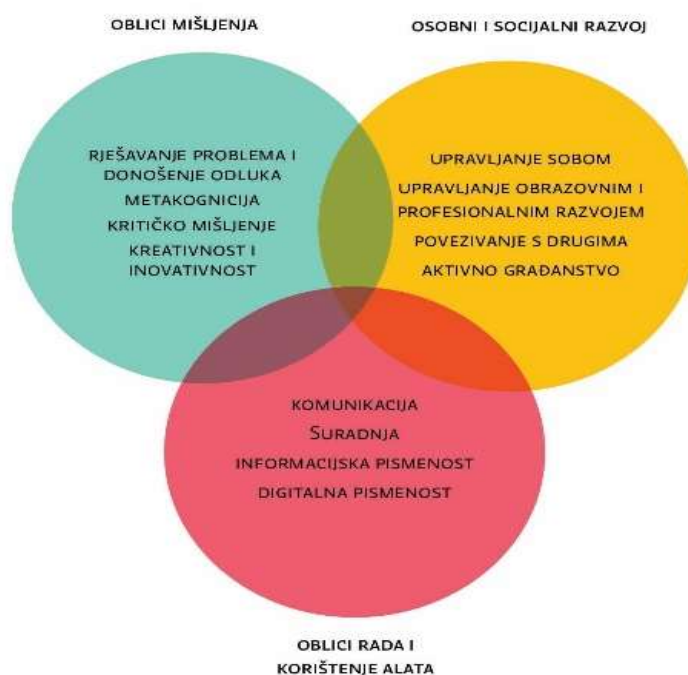 OBLICI MIŠLJENJA
OSOBNI I SOCIJALNI RAZVOJ
RJEŠAVANJE PROBLEMA I
DONOŠENJE ODLUKA
METAKOGNICIJA
KRITIČKO MIŠLJENJE
KREATIVNOST I
INOVATIVNOST
UPRAVLJANJE SOBOM
UPRAVLJANJE OBRAZOVNIM I
PROFESIONALNIM RAZVOJEM
POVEZIVANJE S DRUGIMA
AKTIVNO GRAĐANSTVO
KOMUNIKACIJA
SURADNJA
INFORMACIJSKA PISMENOST
DIGITALNA PISMENOST
OBLICI RADA I
KORIŠTENJE ALATA